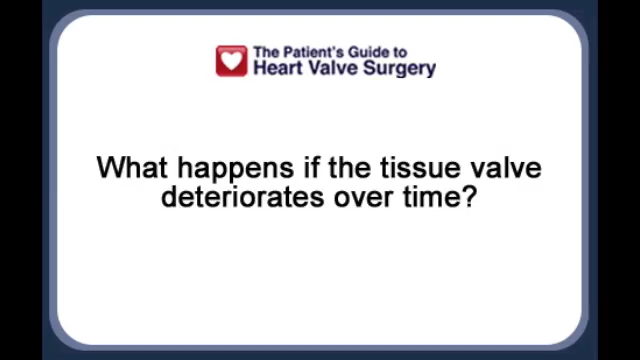 The Patient's Guide to
Heart Valve Surgery
What happens if the tissue valve
deteriorates over time?